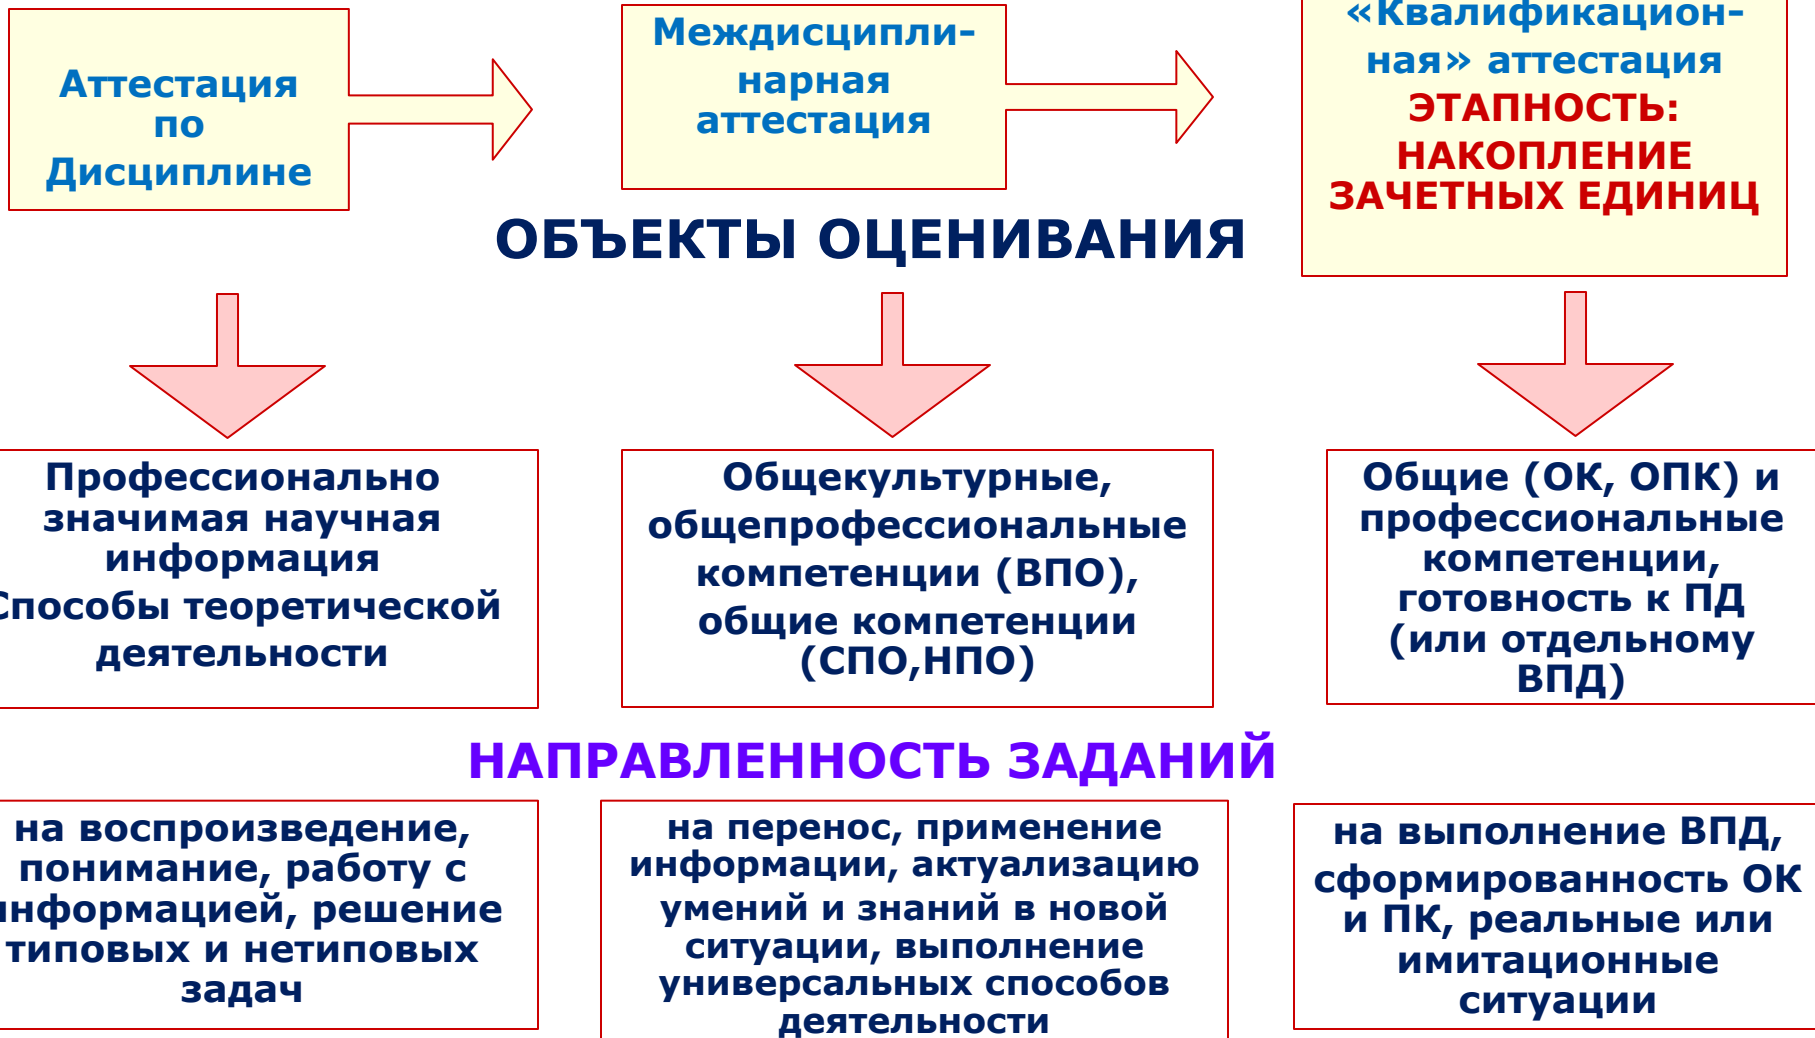 Аттестация
по
Дисциплине
Междисципли-
нарная
аттестация
«Квалификацион-
ная» аттестация
ЭТАПНОСТЬ:
НАКОПЛЕНИЕ
ЗАЧЕТНЫХ ЕДИНИЦ
ОБЪЕКТЫ ОЦЕНИВАНИЯ
Профессионально
значимая научная
информация
Способы теоретической
деятельности
Общекультурные,
общепрофессиональные
компетенции (ВПО),
общие компетенции
(СПО,НПО)
Общие (ОК, ОПК) и
профессиональные
компетенции,
готовность к ПД
(или отдельному
ВПД)
НАПРАВЛЕННОСТЬ ЗАДАНИЙ
на воспроизведение,
понимание, работу с
информацией, решение
типовых и нетиповых
задач
на перенос, применение
информации, актуализацию
умений и знаний в новой
ситуации, выполнение
универсальных способов
деятельности
на выполнение ВПД,
сформированность ОК
и ПК, реальные или
имитационные
ситуации